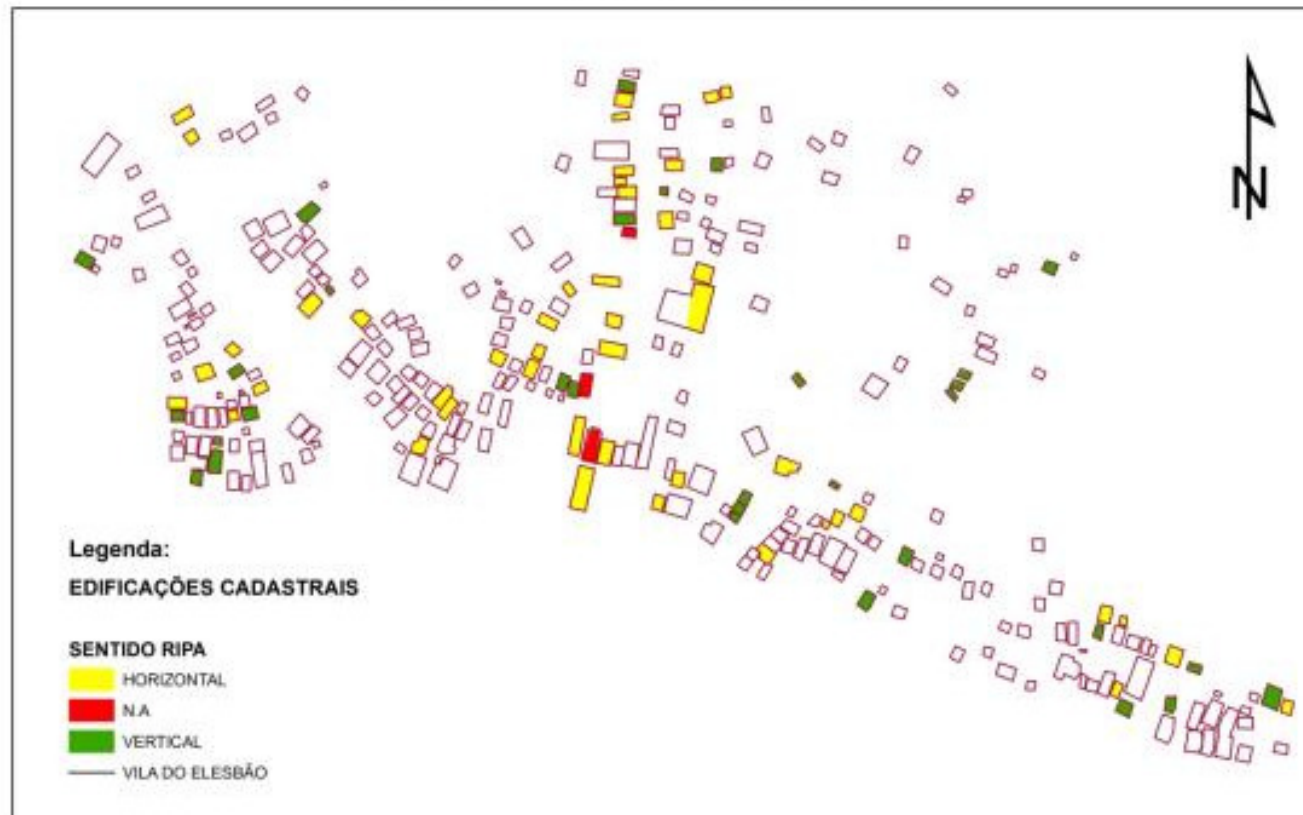 N
Legenda:
EDIFICAÇÕES CADASTRAIS
SENTIDO RIPA
HORIZONTAL
N.A
VERTICAL
VILA DO ELESBÃO